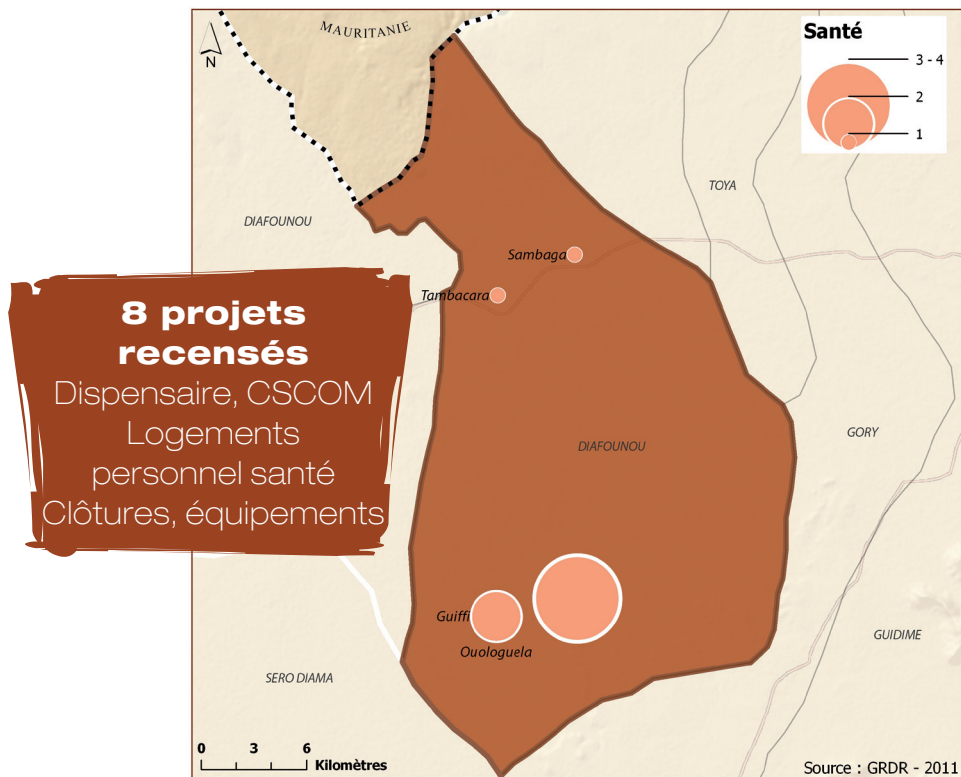 MAURITANIE
N
Santé
3 - 4
2
1
TOYA
DIAFOUNOU
Sambaga
Tambacara
8 projets
recensés
Dispensaire, CSCOM
Logements
personnel santé
Clôtures, équipements
DIAFOUNOU
GORY
Guiffi
Ouologuela
GUIDIME
SERO DIAMA
0 3 6
Kilomètres
Source : GRDR - 2011